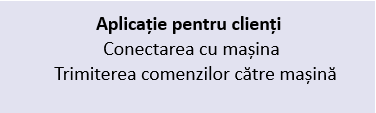 Aplicație pentru clienți
Conectarea cu mașina
Trimiterea comenzilor către mașină